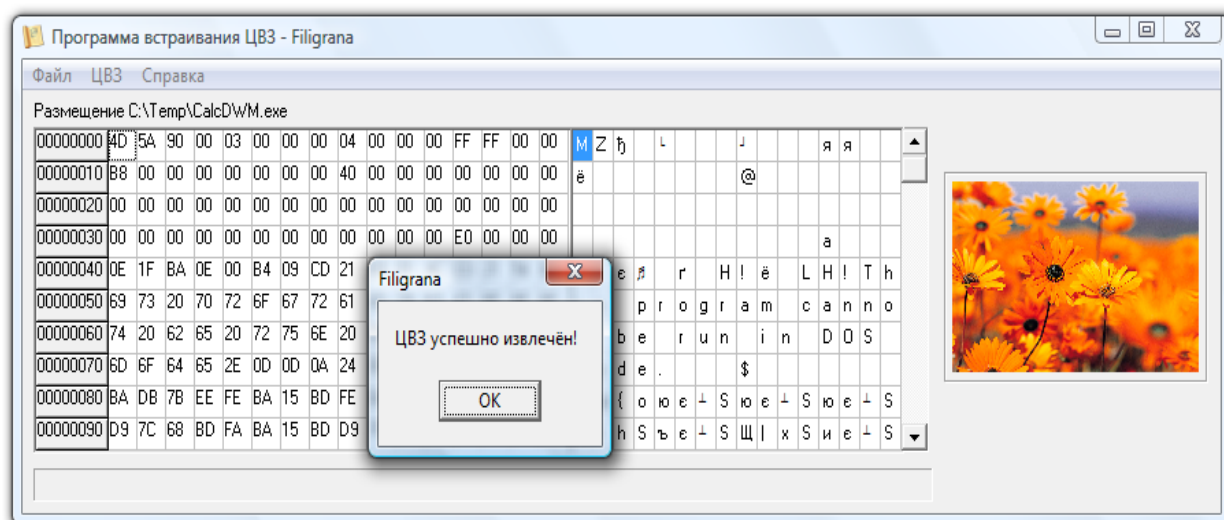 Программа встраивания ЦВЗ - Filigrana
Файл ЦВЗ Справка
Размещение C:\Temp\CalcDWM.exe
00000000 4D 5A 90 00 03 00 00 00 04 00 00 00 FF FF 00 00 M Z ђ └ ┘ я я
00000010 B8 00 00 00 00 00 00 00 40 00 00 00 00 00 00 00 ё @
00000020 00 00 00 00 00 00 00 00 00 00 00 00 00 00 00 00
00000030 00 00 00 00 00 00 00 00 00 00 00 00 E0 00 00 00 а
00000040 0E 1F BA 0E 00 B4 09 CD 21 є ♬ ґ Н ! ё L Н ! T h
00000050 69 73 20 70 72 6F 67 72 61 p r o g r a m c a n n o
00000060 74 20 62 65 20 72 75 6E 20 b e r u n i n D O S
00000070 6D 6F 64 65 2E 0D 0D 0A 24 d e . $
00000080 BA DB 7B EE FE BA 15 BD FE { о ю є ┴ Ѕ ю є ┴ Ѕ ю є ┴ Ѕ
00000090 D9 7C 68 BD FA BA 15 BD D9 h Ѕ ъ є ┴ Ѕ Щ | x Ѕ и є ┴ Ѕ
Filigrana
ЦВЗ успешно извлечён!
OK